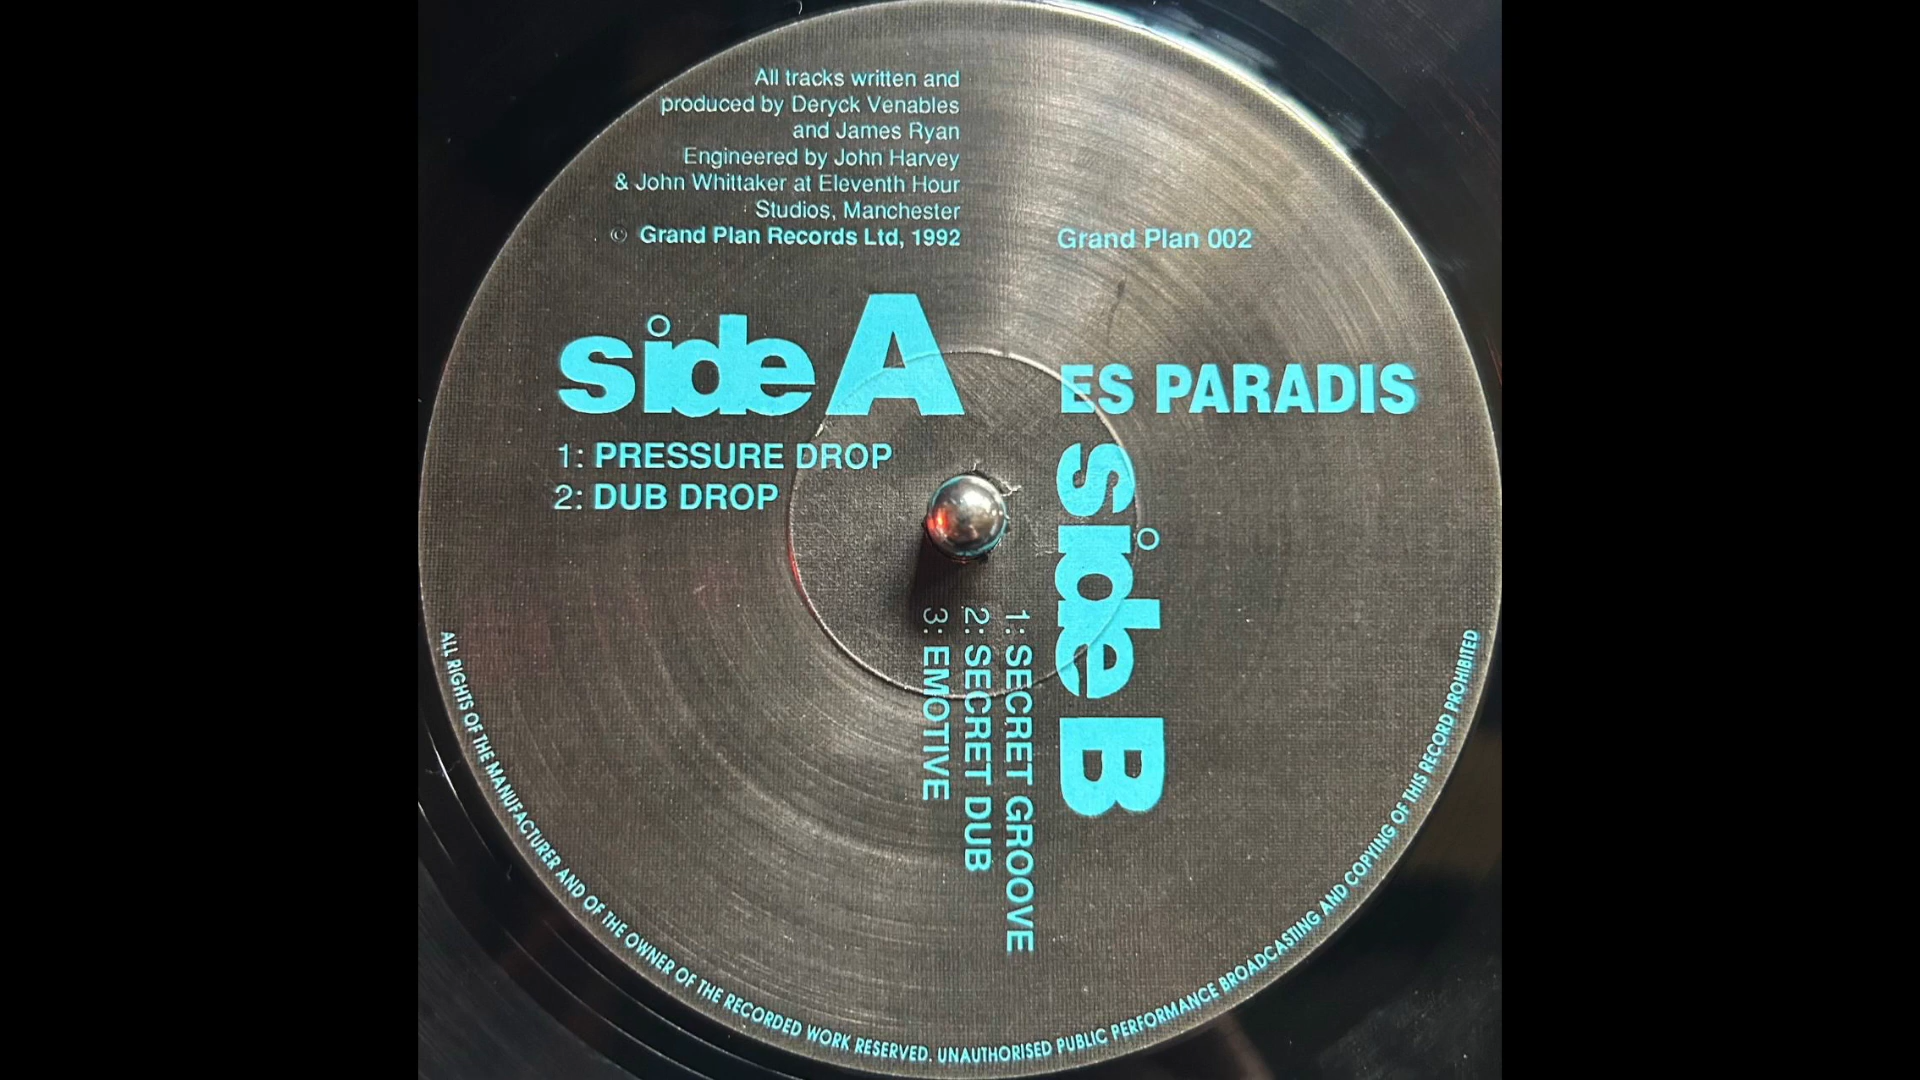 All tracks written and
produced by Deryck Venables
and James Ryan
Engineered by John Harvey
& John Whittaker at Eleventh Hour
Studios, Manchester
© Grand Plan Records Ltd, 1992
Grand Plan 002
side A
ES PARADIS
1: PRESSURE DROP
2: DUB DROP
side B
1: SECRET GROOVE
2: SECRET DUB
3: EMOTIVE
ALL RIGHTS OF THE MANUFACTURER AND OF THE OWNER OF THE RECORDED WORK RESERVED. UNAUTHORISED PUBLIC PERFORMANCE BROADCASTING AND COPYING OF THIS RECORD PROHIBITED